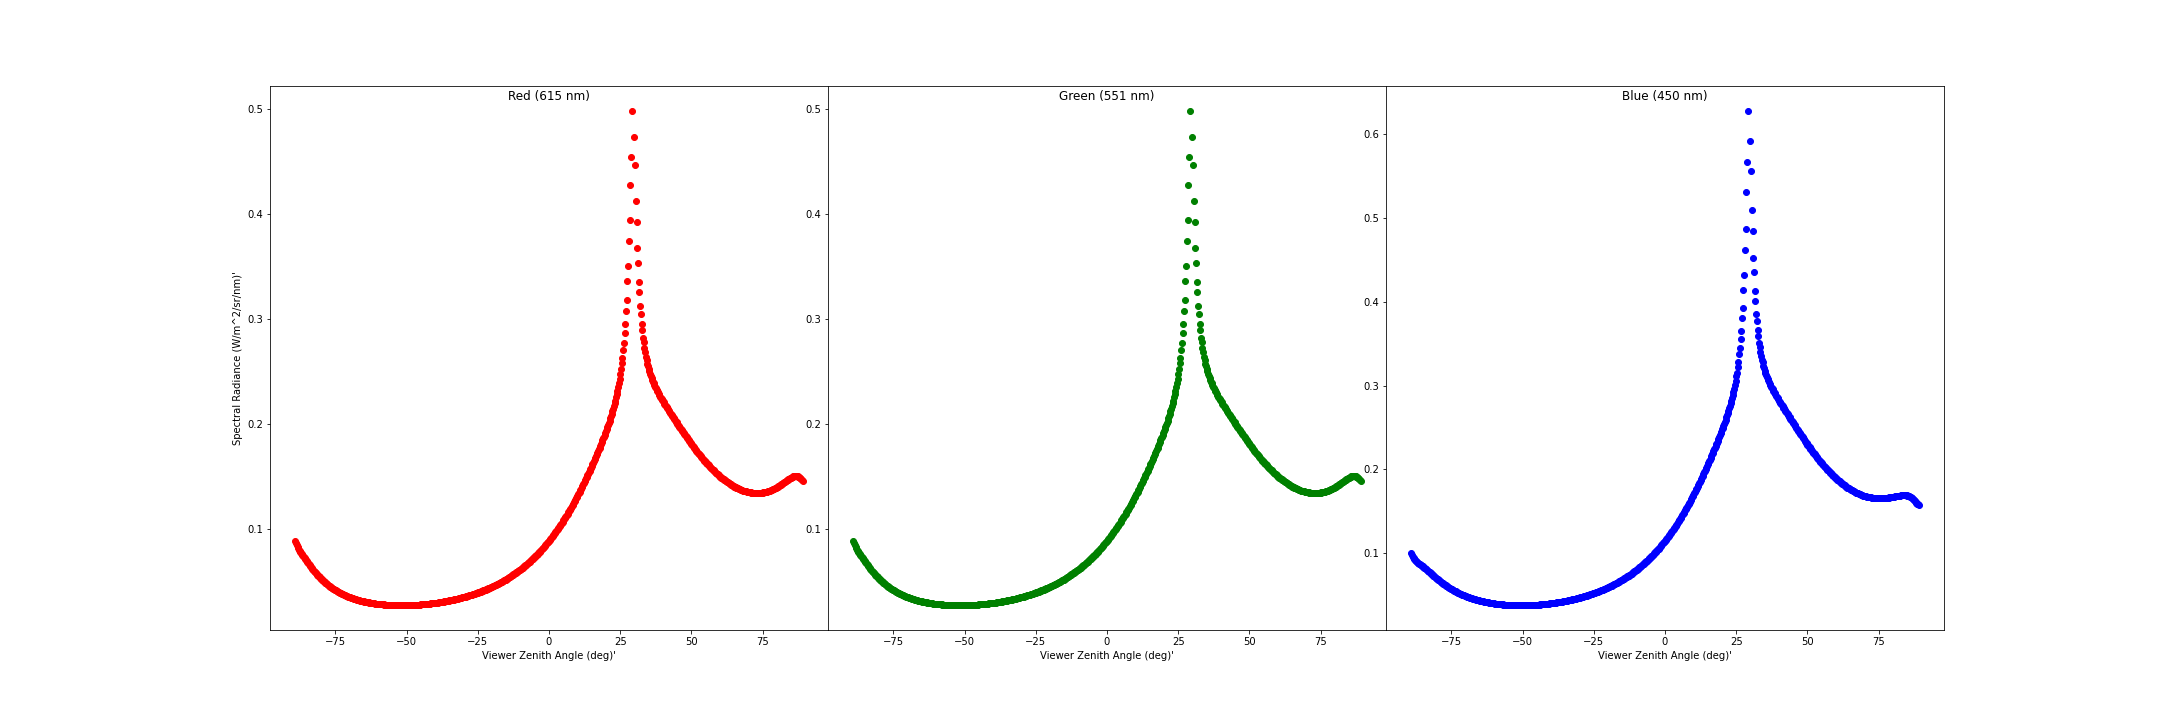 Red (615 nm)
Green (551 nm)
Blue (450 nm)
Spectral Radiance (W/m^2/sr/nm)'
0.5
0.4
0.3
0.2
0.1
0.5
0.4
0.3
0.2
0.1
0.6
0.5
0.4
0.3
0.2
0.1
−75 −50 −25 0 25 50 75
−75 −50 −25 0 25 50 75
−75 −50 −25 0 25 50 75
Viewer Zenith Angle (deg)'
Viewer Zenith Angle (deg)'
Viewer Zenith Angle (deg)'